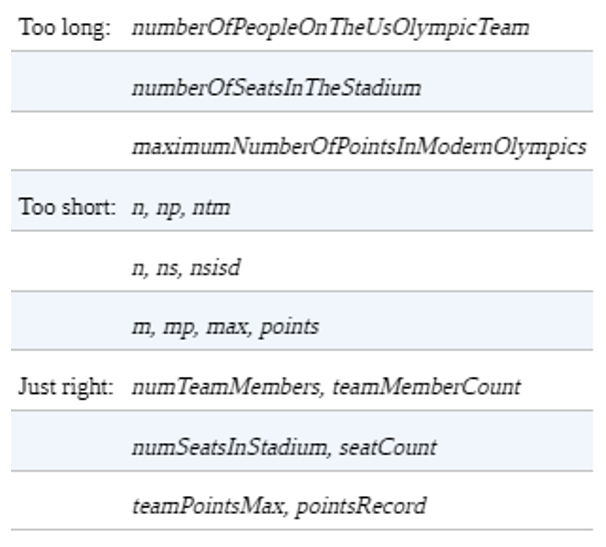 Too long: numberOfPeopleOnTheUsOlympicTeam
numberOfSeatsInTheStadium
maximumNumberOfPointsInModernOlympics
Too short: n, np, ntm
n, ns, nsisd
m, mp, max, points
Just right: numTeamMembers, teamMemberCount
numSeatsInStadium, seatCount
teamPointsMax, pointsRecord